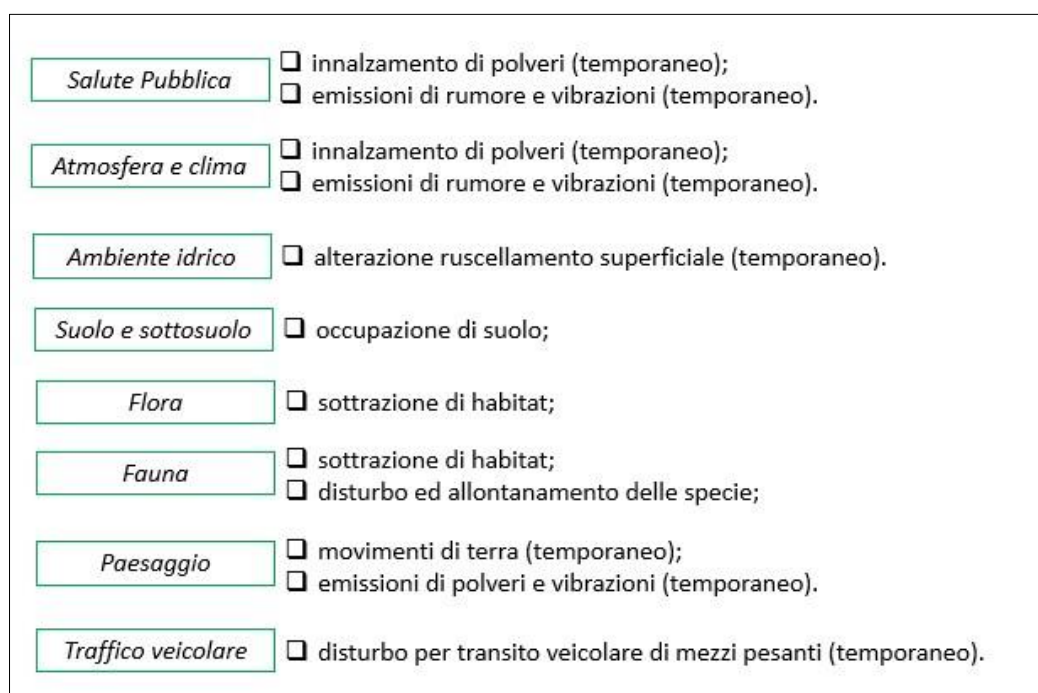 Salute Pubblica
❑ innalzamento di polveri (temporaneo);
❑ emissioni di rumore e vibrazioni (temporaneo).
Atmosfera e clima
❑ innalzamento di polveri (temporaneo);
❑ emissioni di rumore e vibrazioni (temporaneo).
Ambiente idrico
❑ alterazione ruscellamento superficiale (temporaneo).
Suolo e sottosuolo
❑ occupazione di suolo;
Flora
❑ sottrazione di habitat;
Fauna
❑ sottrazione di habitat;
❑ disturbo ed allontanamento delle specie;
Paesaggio
❑ movimenti di terra (temporaneo);
❑ emissioni di polveri e vibrazioni (temporaneo).
Traffico veicolare
❑ disturbo per transito veicolare di mezzi pesanti (temporaneo).